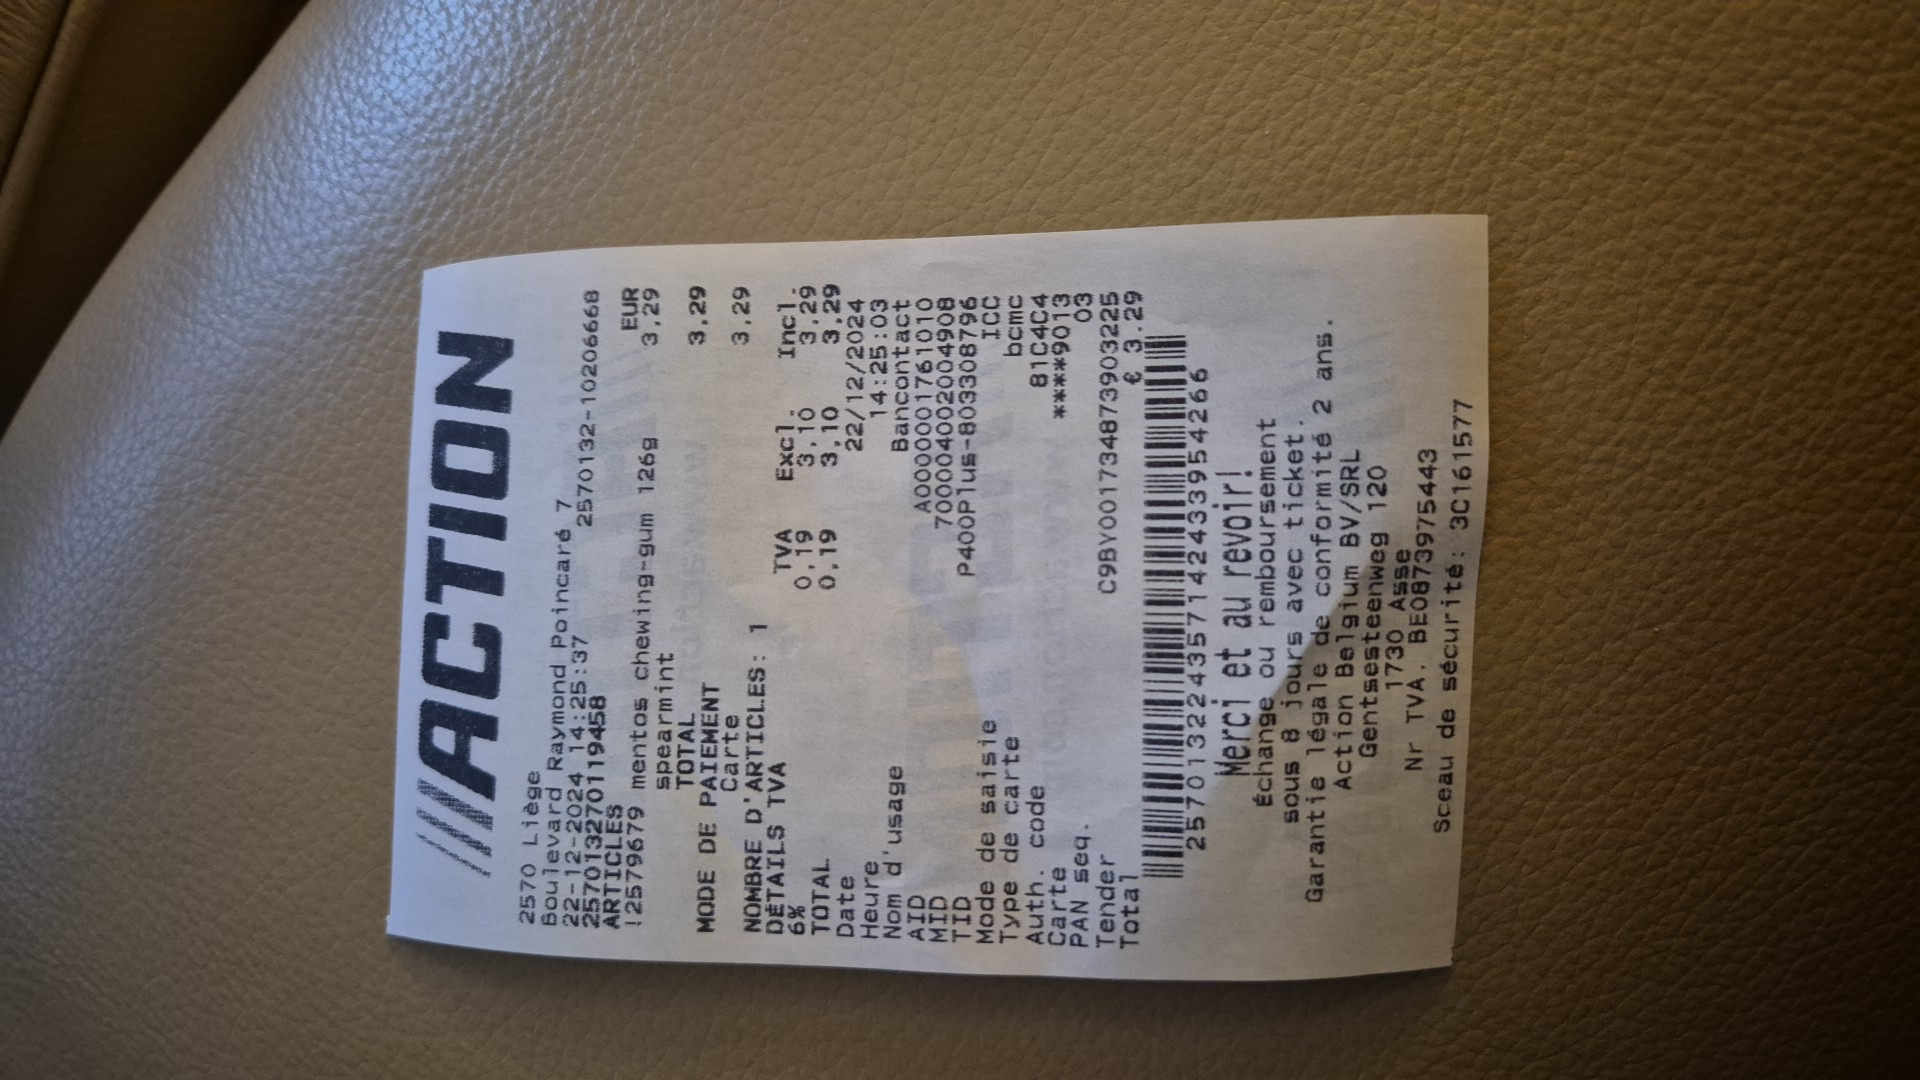 ///ACTION
2570 Liège
Boulevard Raymond Poincaré 7
22-12-2024 14:25:37 2570132-10206668
2570132701194​58
ARTICLES EUR
!2579679 mentos chewing-gum 126g 3,29
spearmint
TOTAL 3,29
MODE DE PAIEMENT
Carte 3,29
NOMBRE D'ARTICLES: 1
DÉTAILS TVA TVA Excl. Incl.
6% 0,19 3,10 3,29
TOTAL 0,19 3,10 3,29
Date 22/12/2024
Heure 14:25:03
Nom d'usage Bancontact
AID A0000001761010
MID 700004002004908
TID P400Plus-803308796
Mode de saisie ICC
Type de carte bcmc
Auth. code 81C4C4
Carte ****9013
PAN seq. 03
Tender C9BY001734873903225
Total € 3.29
2570132243571424339954266
Merci et au revoir!
Échange ou remboursement
sous 8 jours avec ticket.
Garantie légale de conformité 2 ans.
Action Belgium BV/SRL
Gentsesteenweg 120
1730 Asse
Nr TVA. BE0873975443
Sceau de sécurité: 3C161577